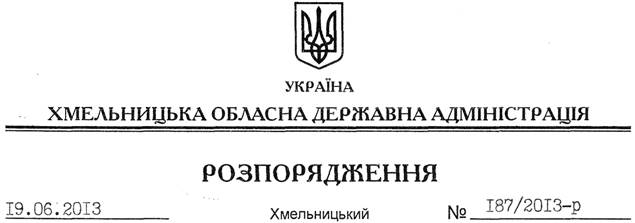 УКРАЇНА
ХМЕЛЬНИЦЬКА ОБЛАСНА ДЕРЖАВНА АДМІНІСТРАЦІЯ
РОЗПОРЯДЖЕННЯ
19.06.2013 Хмельницький № 187/2013-р